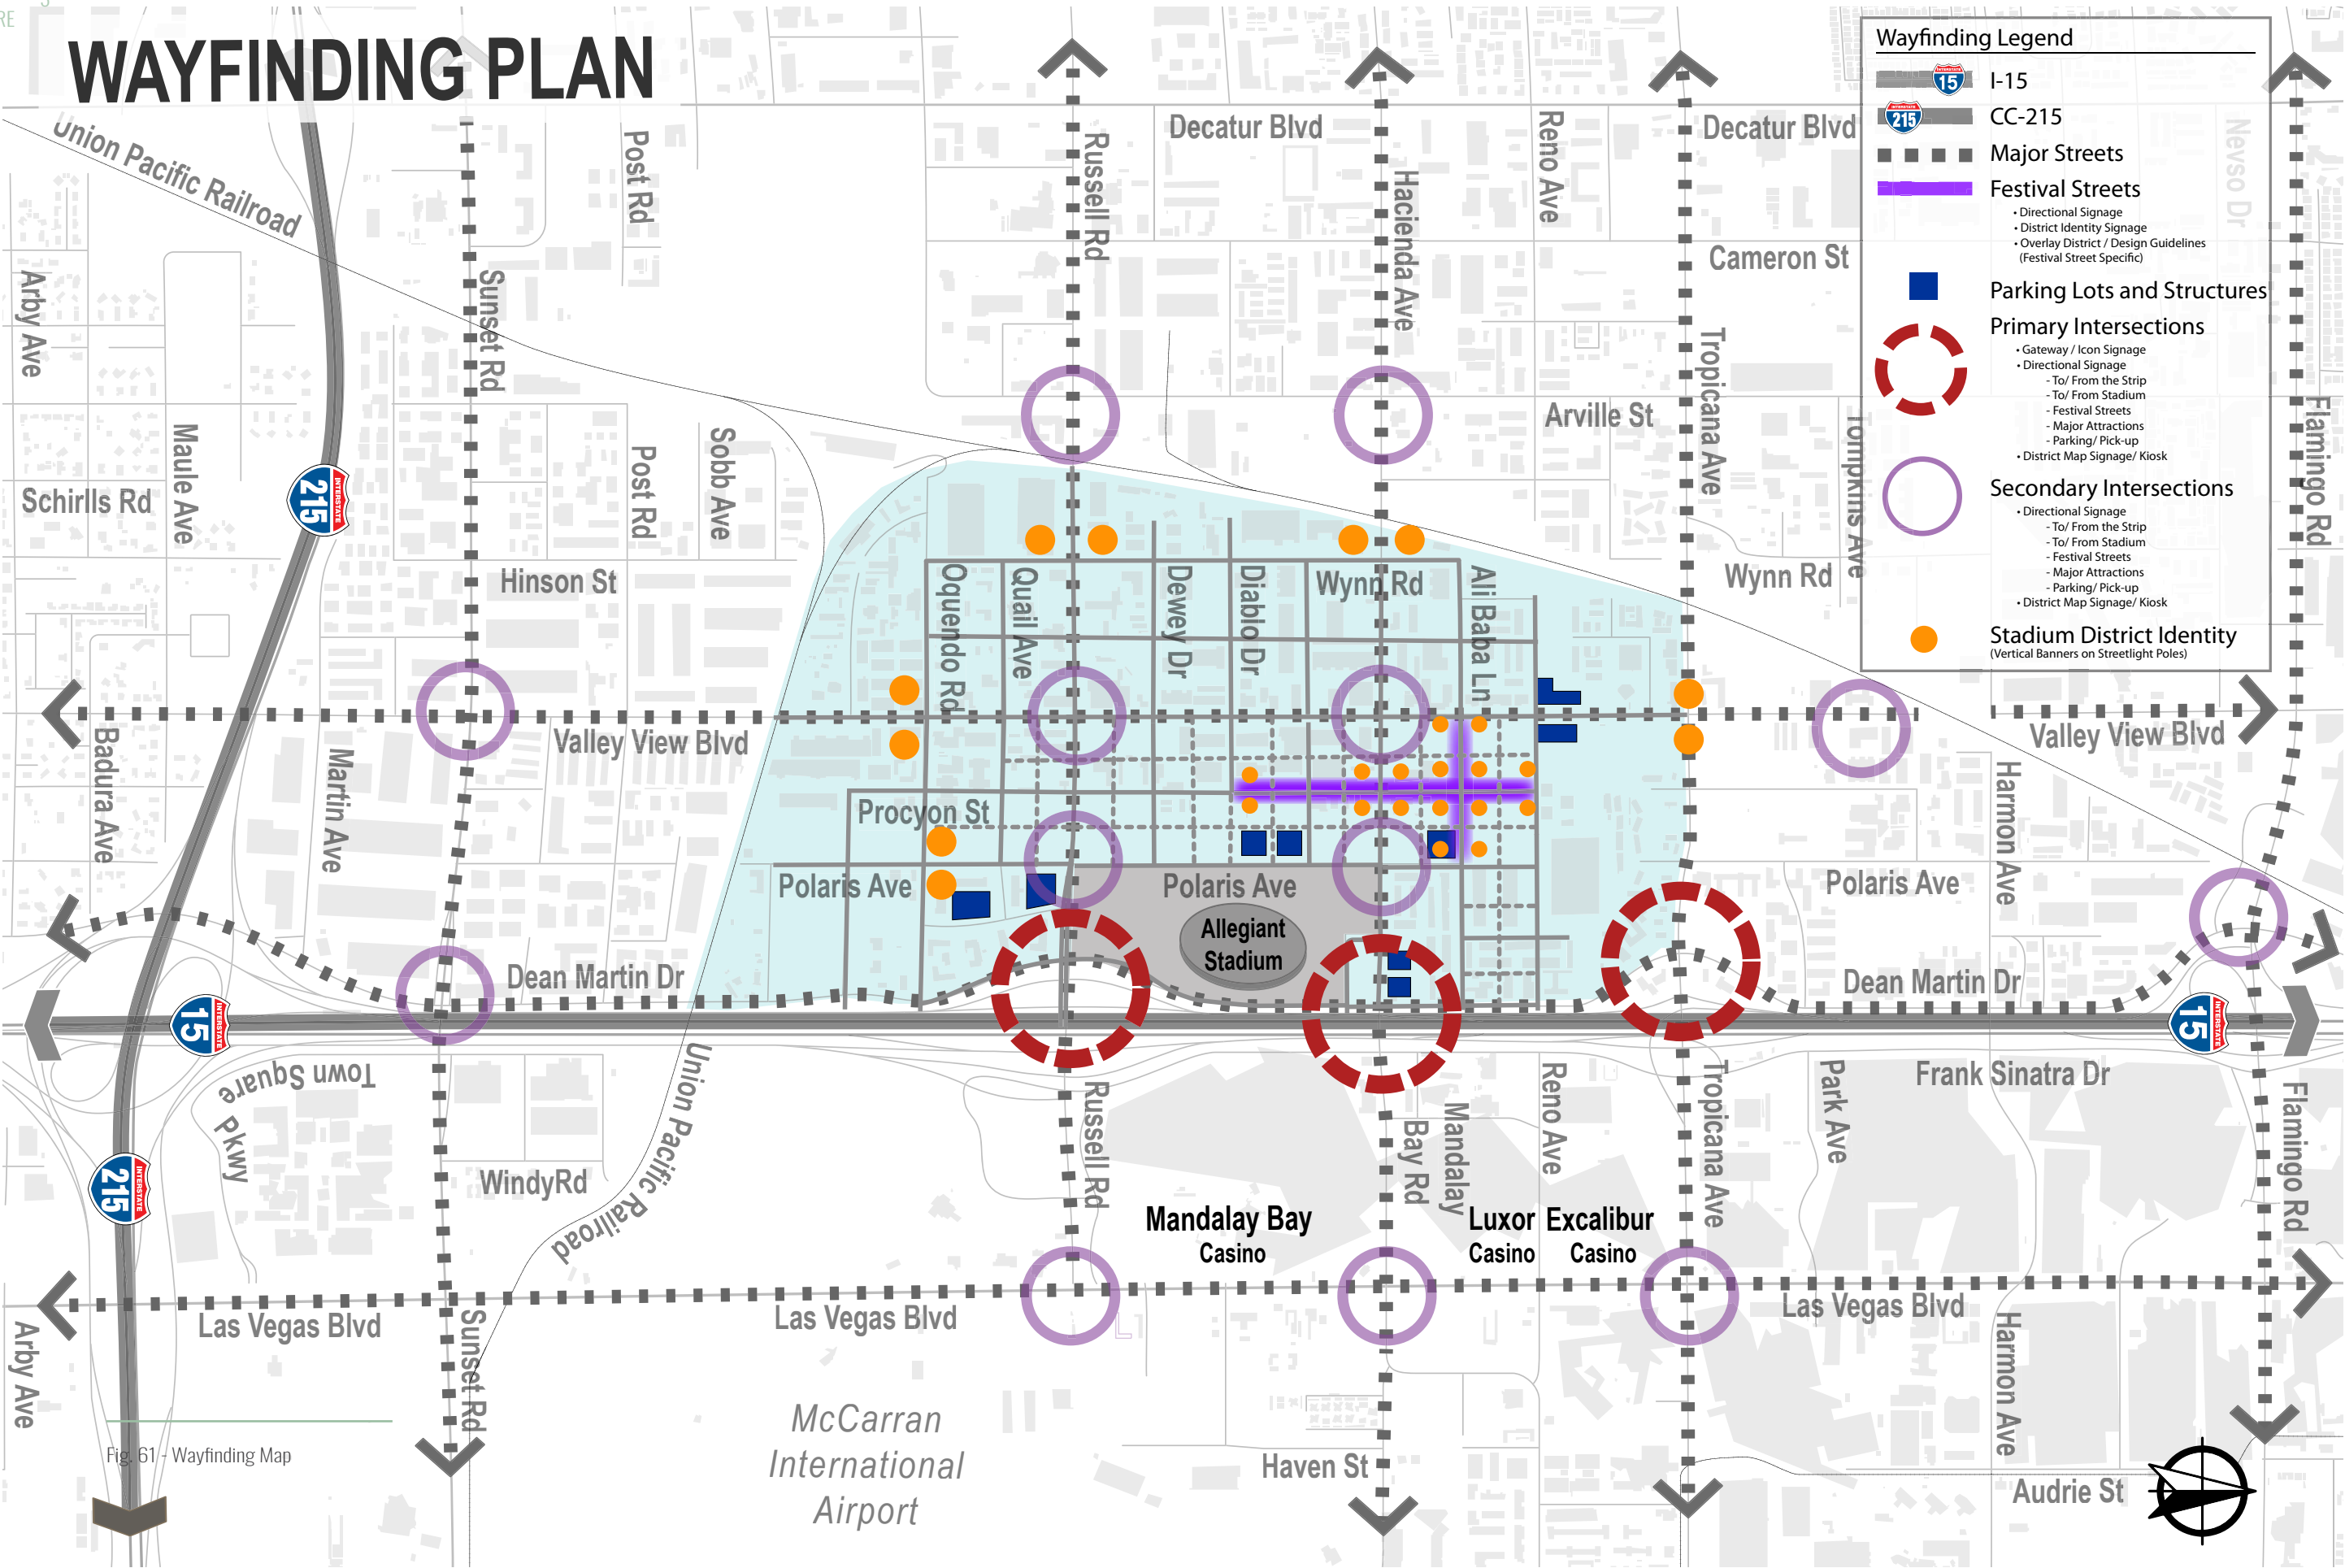 RE
WAYFINDING PLAN
Wayfinding Legend
INTERSTATE
15
I-15
INTERSTATE
215
CC-215
Major Streets
Festival Streets
• Directional Signage
• District Identity Signage
• Overlay District / Design Guidelines
(Festival Street Specific)
Parking Lots and Structures
Primary Intersections
• Gateway / Icon Signage
• Directional Signage
- To/ From the Strip
- To/ From Stadium
- Festival Streets
- Major Attractions
- Parking/ Pick-up
• District Map Signage/ Kiosk
Secondary Intersections
• Directional Signage
- To/ From the Strip
- To/ From Stadium
- Festival Streets
- Major Attractions
- Parking/ Pick-up
• District Map Signage/ Kiosk
Stadium District Identity
(Vertical Banners on Streetlight Poles)
Union Pacific Railroad
Post Rd
Russell Rd
Decatur Blvd
Hacienda Ave
Reno Ave
Decatur Blvd
Nevso Dr
Cameron St
Arby Ave
Sunset Rd
Tropicana Ave
Maule Ave
Schirlls Rd
INTERSTATE
215
Post Rd
Sobb Ave
Arville St
Tompkins Ave
Flamingo Rd
Hinson St
Oquendo Rd
Quail Ave
Dewey Dr
Diablo Dr
Wynn Rd
Ali Baba Ln
Wynn Rd
Badura Ave
Martin Ave
Valley View Blvd
Valley View Blvd
Harmon Ave
Procyon St
Polaris Ave
Polaris Ave
Polaris Ave
Allegiant
Stadium
Dean Martin Dr
Dean Martin Dr
INTERSTATE
15
INTERSTATE
15
Town Square
Pkwy
Union Pacific
Railroad
Frank Sinatra Dr
Park Ave
Reno Ave
Tropicana Ave
Russell Rd
Mandalay
Bay Rd
Flamingo Rd
INTERSTATE
215
WindyRd
Mandalay Bay
Casino
Luxor
Casino
Excalibur
Casino
Las Vegas Blvd
Las Vegas Blvd
Las Vegas Blvd
Arby Ave
Sunset Rd
Harmon Ave
McCarran
International
Airport
Haven St
Audrie St
Fig. 61 - Wayfinding Map